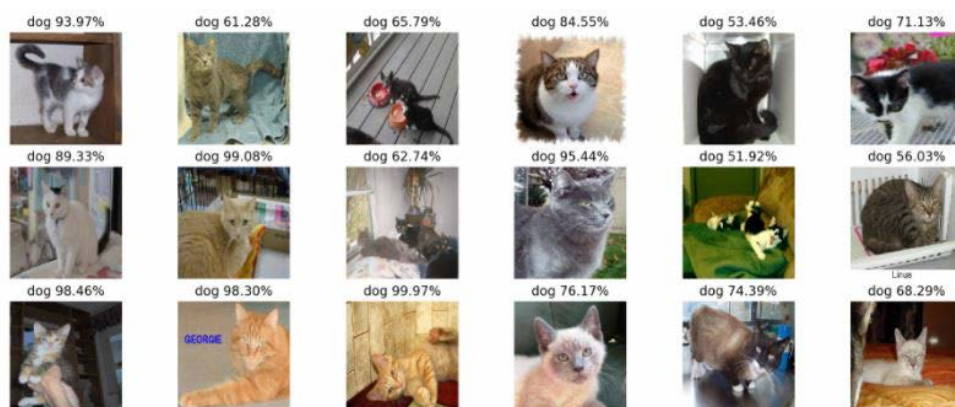 dog 93.97% dog 61.28% dog 65.79% dog 84.55% dog 53.46% dog 71.13%
dog 89.33% dog 99.08% dog 62.74% dog 95.44% dog 51.92% dog 56.03%
Linus
dog 98.46% dog 98.30% dog 99.97% dog 76.17% dog 74.39% dog 68.29%
GEORGIE